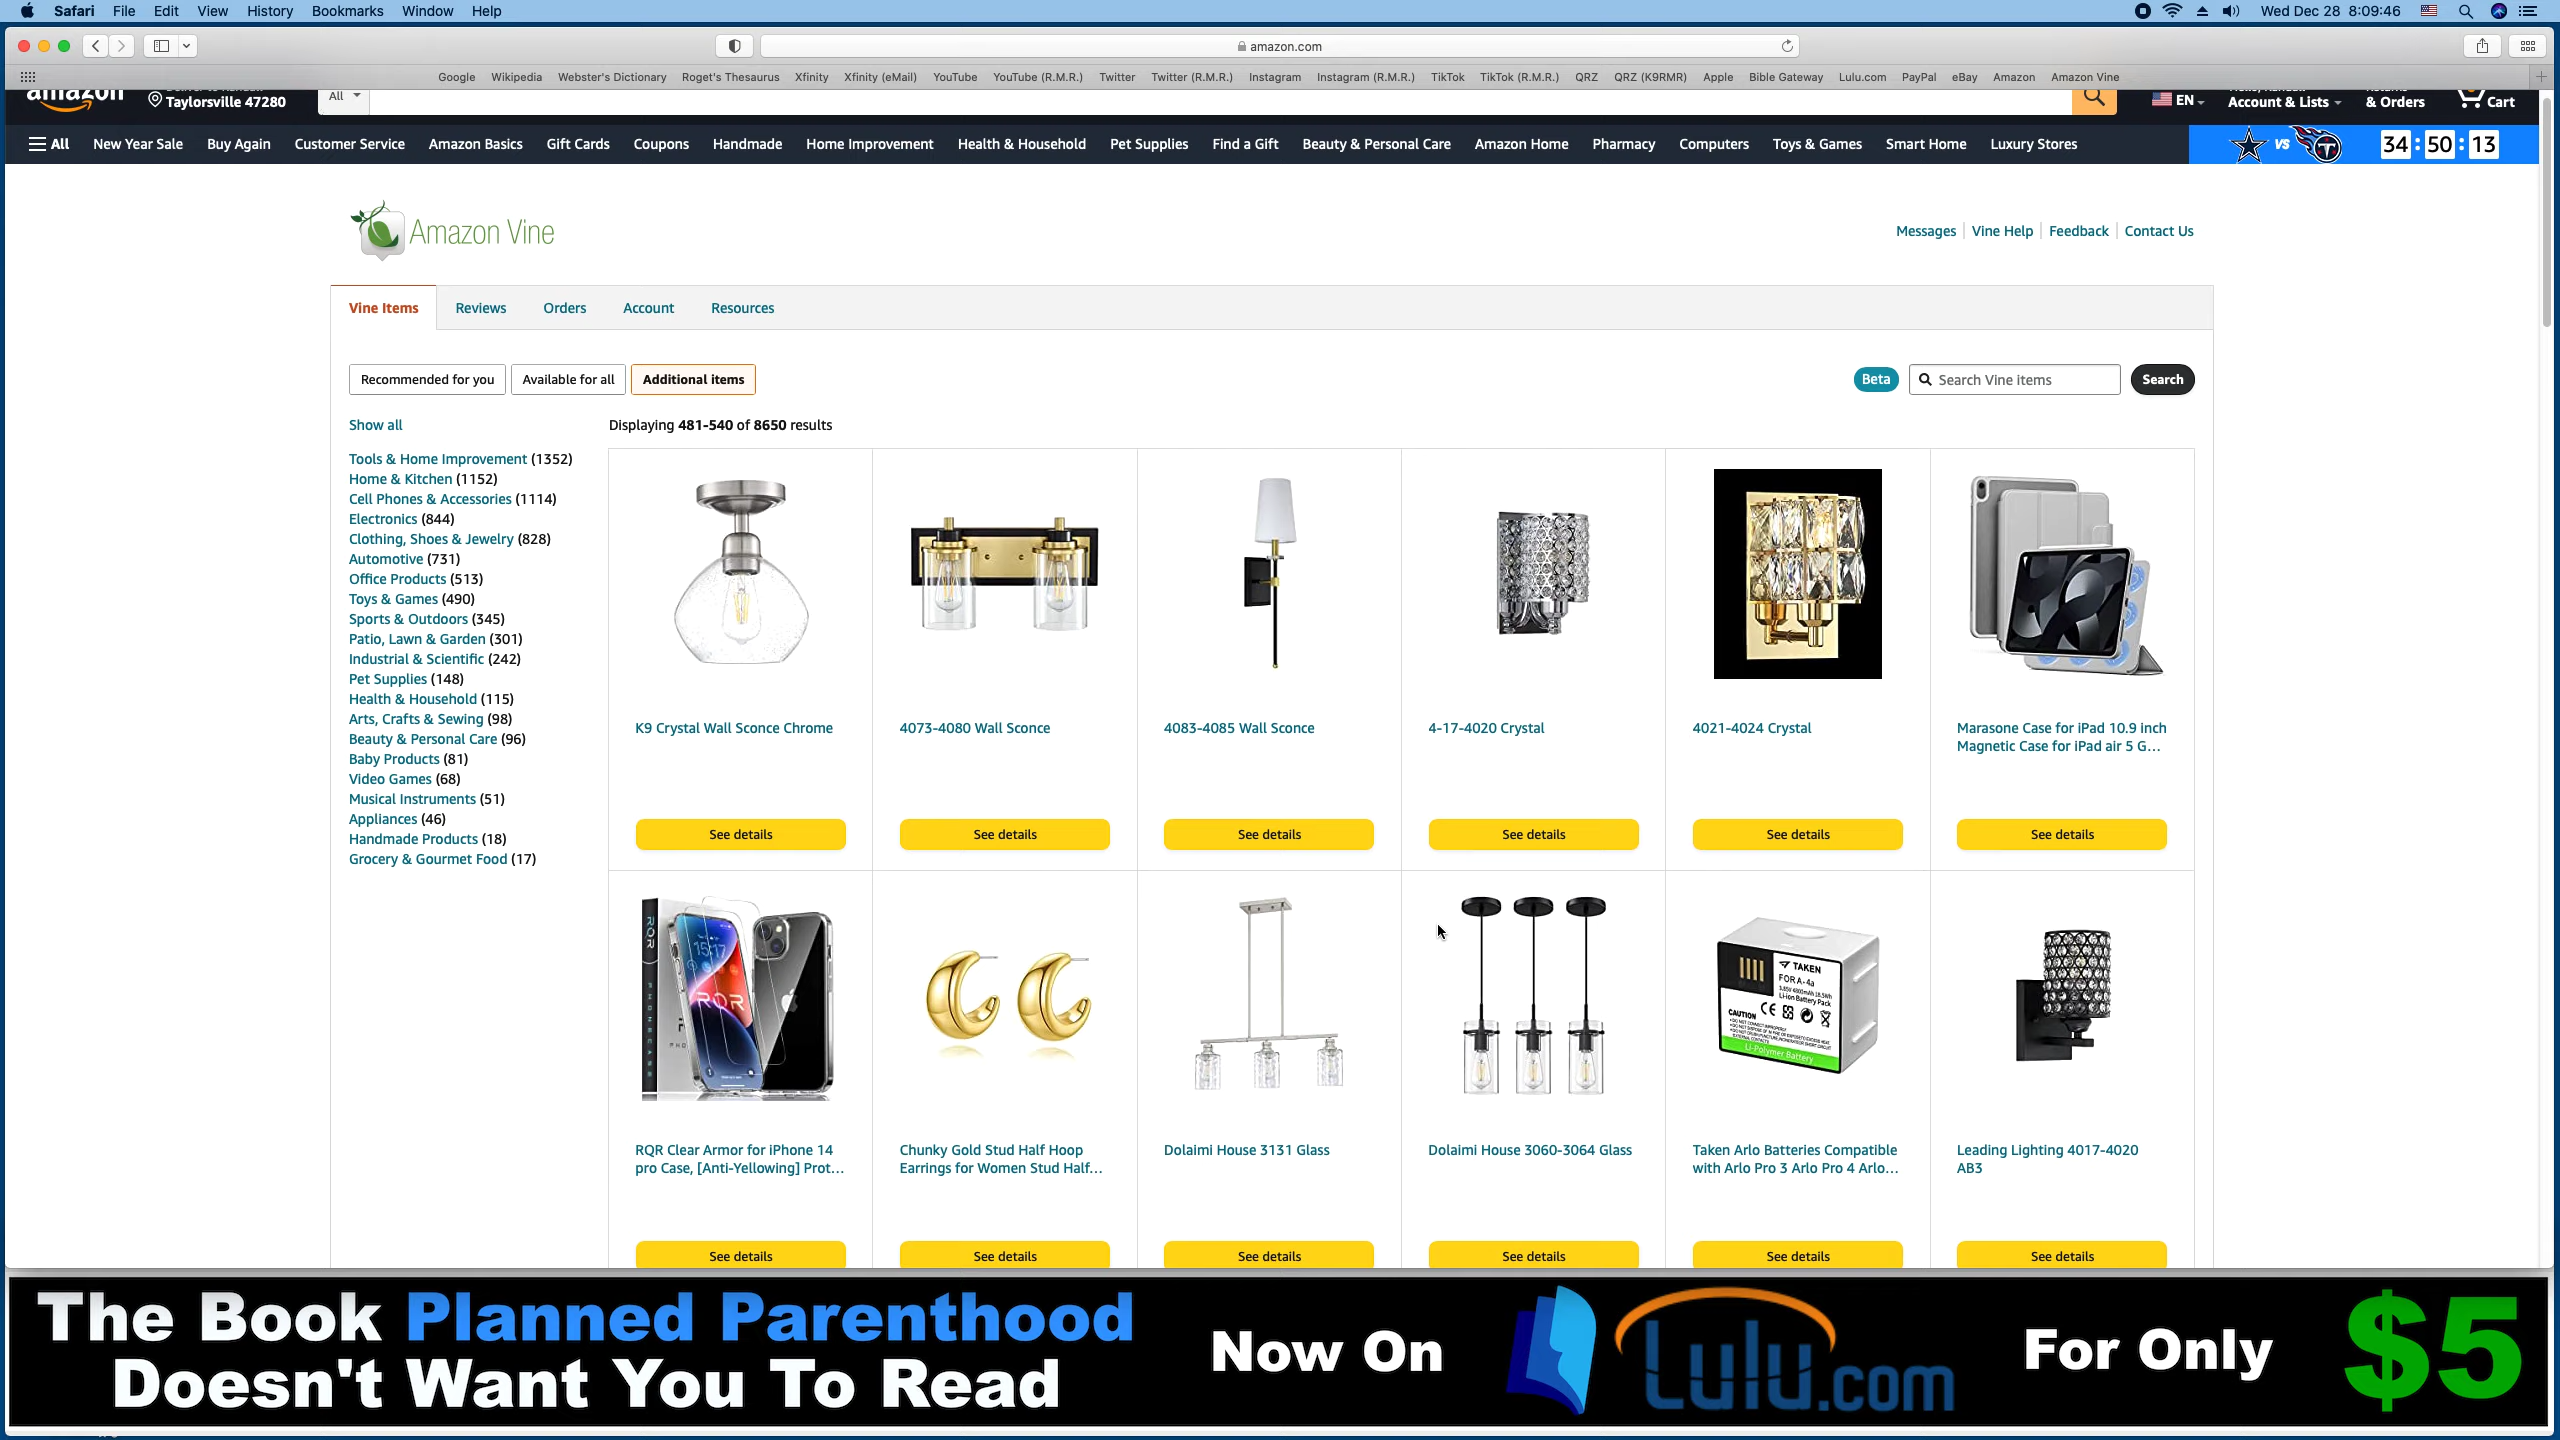 Safari File Edit View History Bookmarks Window Help Wed Dec 28 8:09:46
amazon.com
Google Wikipedia Webster's Dictionary Roget's Thesaurus Xfinity Xfinity (eMail) YouTube YouTube (R.M.R.) Twitter Twitter (R.M.R.) Instagram Instagram (R.M.R.) TikTok TikTok (R.M.R.) QRZ QRZ (K9RMR) Apple Bible Gateway Lulu.com PayPal eBay Amazon Amazon Vine
amazon Taylorsville 47280 All EN Account & Lists & Orders Cart
All New Year Sale Buy Again Customer Service Amazon Basics Gift Cards Coupons Handmade Home Improvement Health & Household Pet Supplies Find a Gift Beauty & Personal Care Amazon Home Pharmacy Computers Toys & Games Smart Home Luxury Stores VS 34 : 50 : 13
Amazon Vine
Messages Vine Help Feedback Contact Us
Vine Items Reviews Orders Account Resources
Recommended for you Available for all Additional items Beta Search Vine items Search
Show all
Displaying 481-540 of 8650 results
Tools & Home Improvement (1352)
Home & Kitchen (1152)
Cell Phones & Accessories (1114)
Electronics (844)
Clothing, Shoes & Jewelry (828)
Automotive (731)
Office Products (513)
Toys & Games (490)
Sports & Outdoors (345)
Patio, Lawn & Garden (301)
Industrial & Scientific (242)
Pet Supplies (148)
Health & Household (115)
Arts, Crafts & Sewing (98)
Beauty & Personal Care (96)
Baby Products (81)
Video Games (68)
Musical Instruments (51)
Appliances (46)
Handmade Products (18)
Grocery & Gourmet Food (17)
K9 Crystal Wall Sconce Chrome
See details
4073-4080 Wall Sconce
See details
4083-4085 Wall Sconce
See details
4-17-4020 Crystal
See details
4021-4024 Crystal
See details
Marasone Case for iPad 10.9 inch
Magnetic Case for iPad air 5 G...
See details
RQR
15:17
RQR
RQR Clear Armor for iPhone 14
pro Case, [Anti-Yellowing] Prot...
See details
Chunky Gold Stud Half Hoop
Earrings for Women Stud Half...
See details
Dolaimi House 3131 Glass
See details
Dolaimi House 3060-3064 Glass
See details
TAKEN
FOR A-4a
Li-ion Battery Pack
CAUTION
Li-Polymer Battery
Taken Arlo Batteries Compatible
with Arlo Pro 3 Arlo Pro 4 Arlo...
See details
Leading Lighting 4017-4020
AB3
See details
The Book Planned Parenthood
Doesn't Want You To Read
Now On
Lulu.com
For Only
$5